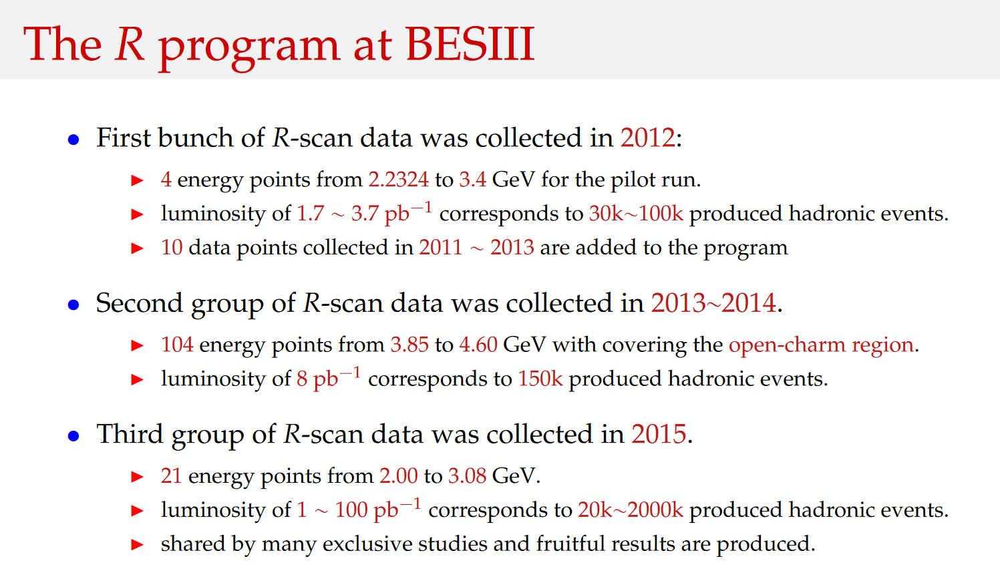 The R program at BESIII
• First bunch of R-scan data was collected in 2012:
▶ 4 energy points from 2.2324 to 3.4 GeV for the pilot run.
▶ luminosity of 1.7 ~ 3.7 pb⁻¹ corresponds to 30k~100k produced hadronic events.
▶ 10 data points collected in 2011 ~ 2013 are added to the program
• Second group of R-scan data was collected in 2013~2014.
▶ 104 energy points from 3.85 to 4.60 GeV with covering the open-charm region.
▶ luminosity of 8 pb⁻¹ corresponds to 150k produced hadronic events.
• Third group of R-scan data was collected in 2015.
▶ 21 energy points from 2.00 to 3.08 GeV.
▶ luminosity of 1 ~ 100 pb⁻¹ corresponds to 20k~2000k produced hadronic events.
▶ shared by many exclusive studies and fruitful results are produced.